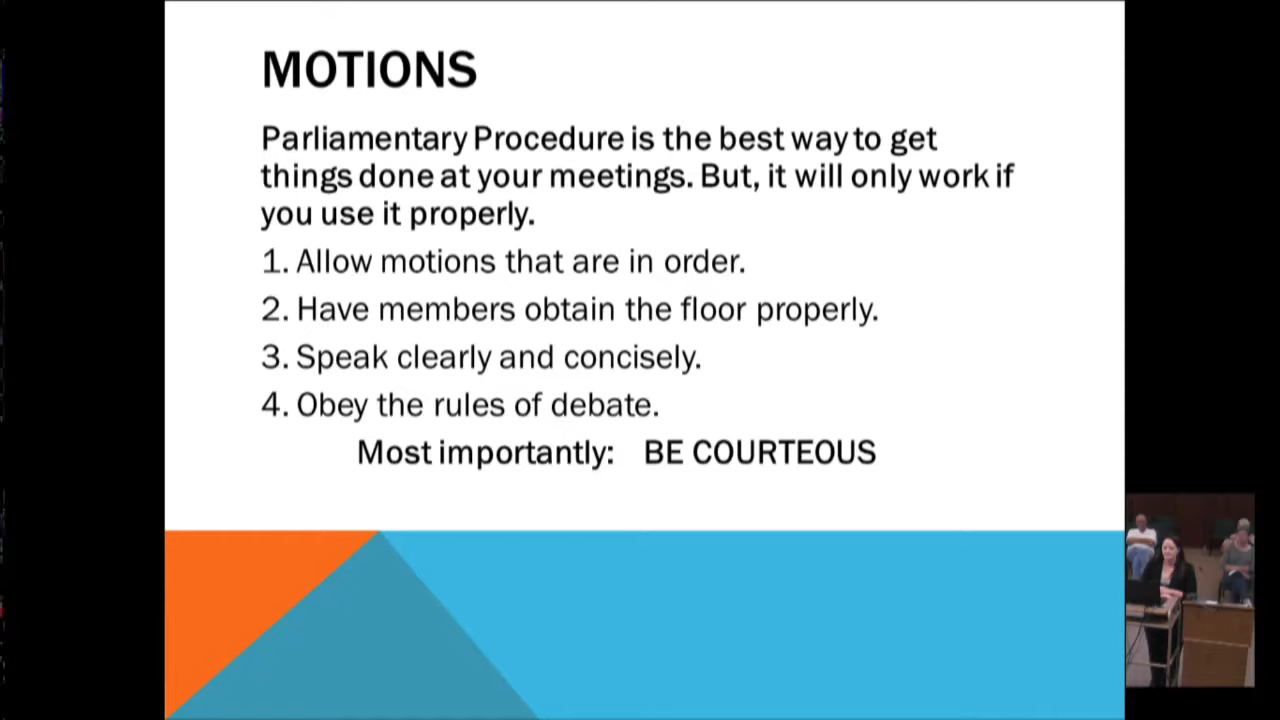 MOTIONS
Parliamentary Procedure is the best way to get
things done at your meetings. But, it will only work if
you use it properly.
1. Allow motions that are in order.
2. Have members obtain the floor properly.
3. Speak clearly and concisely.
4. Obey the rules of debate.
Most importantly: BE COURTEOUS